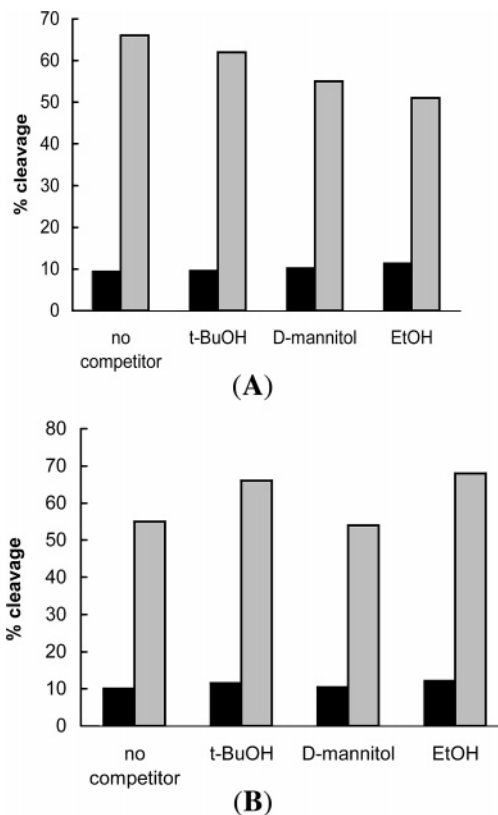 70
60
50
40
30
20
10
0
% cleavage
no competitor
t-BuOH
D-mannitol
EtOH
(A)
80
70
60
50
40
30
20
10
0
% cleavage
no competitor
t-BuOH
D-mannitol
EtOH
(B)